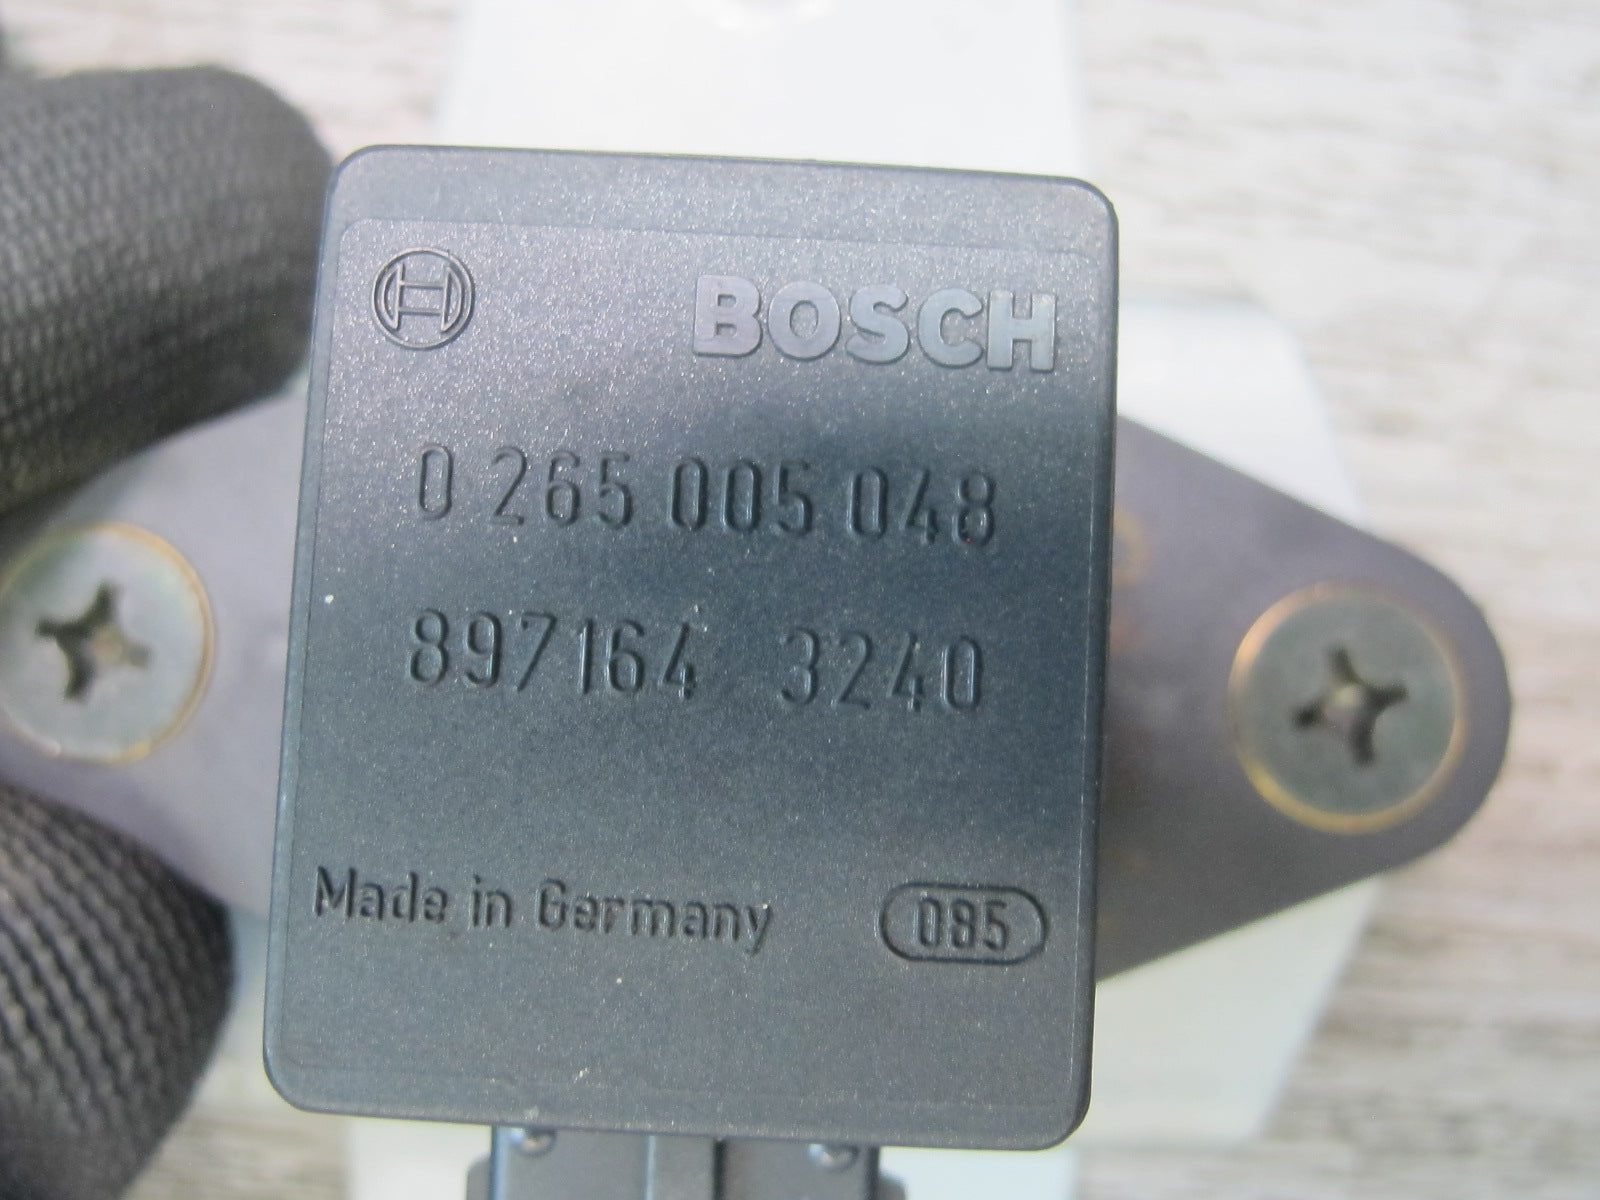 BOSCH
0 265 005 048
897164 3240
Made in Germany 085